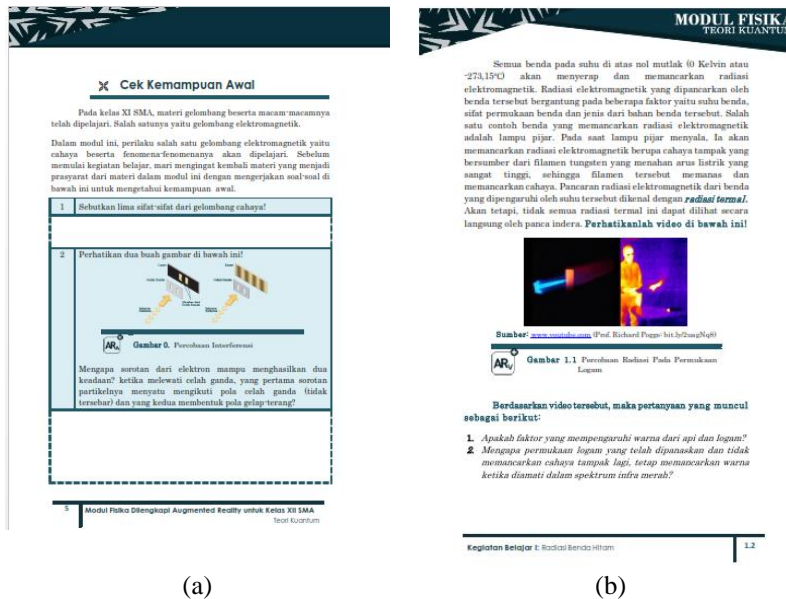 Cek Kemampuan Awal
Pada kelas XI SMA, materi gelombang beserta macam-macamnya
telah dipelajari. Salah satunya yaitu gelombang elektromagnetik.
Dalam modul ini, perilaku salah satu gelombang elektromagnetik yaitu
cahaya beserta fenomena-fenomenanya akan dipelajari. Sebelum
memulai kegiatan belajar, mari mengingat kembali materi yang menjadi
prasyarat dari materi dalam modul ini dengan mengerjakan soal-soal di
bawah ini untuk mengetahui kemampuan awal.
1 Sebutkan lima sifat-sifat dari gelombang cahaya!
2 Perhatikan dua buah gambar di bawah ini!
AR Gambar 0. Percobaan Interferensi
Mengapa sorotan dari elektron mampu menghasilkan dua
keadaan? ketika melewati celah ganda, yang pertama sorotan
partikelnya menyatu mengikuti pola celah ganda (tidak
tersebar) dan yang kedua membentuk pola gelap-terang?
5 Modul Fisika Dilengkapi Augmented Reality untuk Kelas XII SMA
Teori Kuantum
(a)
MODUL FISIKA
TEORI KUANTUM
Semua benda pada suhu di atas nol mutlak (0 Kelvin atau
-273,15°C) akan menyerap dan memancarkan radiasi
elektromagnetik. Radiasi elektromagnetik yang dipancarkan oleh
benda tersebut bergantung pada beberapa faktor yaitu suhu benda,
sifat permukaan benda dan jenis dari bahan benda tersebut. Salah
satu contoh benda yang memancarkan radiasi elektromagnetik
adalah lampu pijar. Pada saat lampu pijar menyala, Ia akan
memancarkan radiasi elektromagnetik berupa cahaya tampak yang
bersumber dari filamen tungsten yang menahan arus listrik yang
sangat tinggi, sehingga filamen tersebut memanas dan
memancarkan cahaya. Pancaran radiasi elektromagnetik dari benda
yang dipengaruhi oleh suhu tersebut dikenal dengan radiasi termal.
Akan tetapi, tidak semua radiasi termal ini dapat dilihat secara
langsung oleh panca indera. Perhatikanlah video di bawah ini!
Sumber: www.youtube.com (Prof. Richard Poggs: bit.ly/2uagNq8)
AR Gambar 1.1 Percobaan Radiasi Pada Permukaan
Logam
Berdasarkan video tersebut, maka pertanyaan yang muncul
sebagai berikut:
1. Apakah faktor yang mempengaruhi warna dari api dan logam?
2. Mengapa permukaan logam yang telah dipanaskan dan tidak
memancarkan cahaya tampak lagi, tetap memancarkan warna
ketika diamati dalam spektrum infra merah?
Kegiatan Belajar I: Radiasi Benda Hitam 1.2
(b)